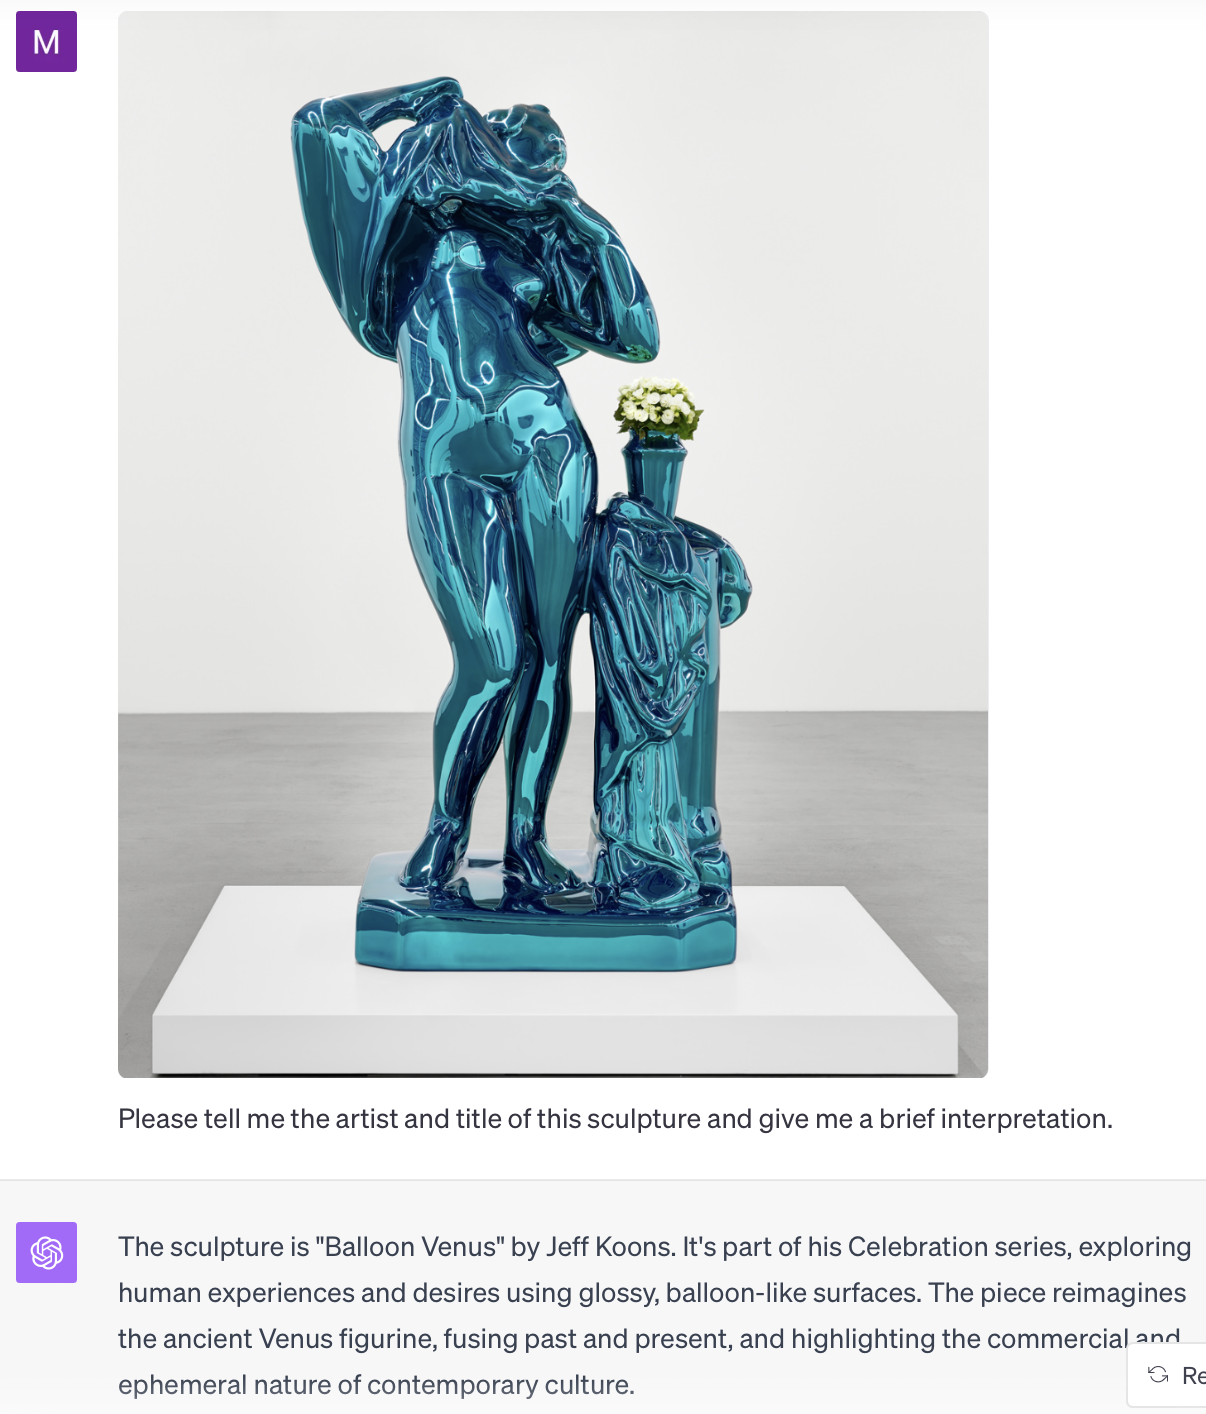 M
Please tell me the artist and title of this sculpture and give me a brief interpretation.
The sculpture is "Balloon Venus" by Jeff Koons. It's part of his Celebration series, exploring
human experiences and desires using glossy, balloon-like surfaces. The piece reimagines
the ancient Venus figurine, fusing past and present, and highlighting the commercial and
ephemeral nature of contemporary culture.
Re